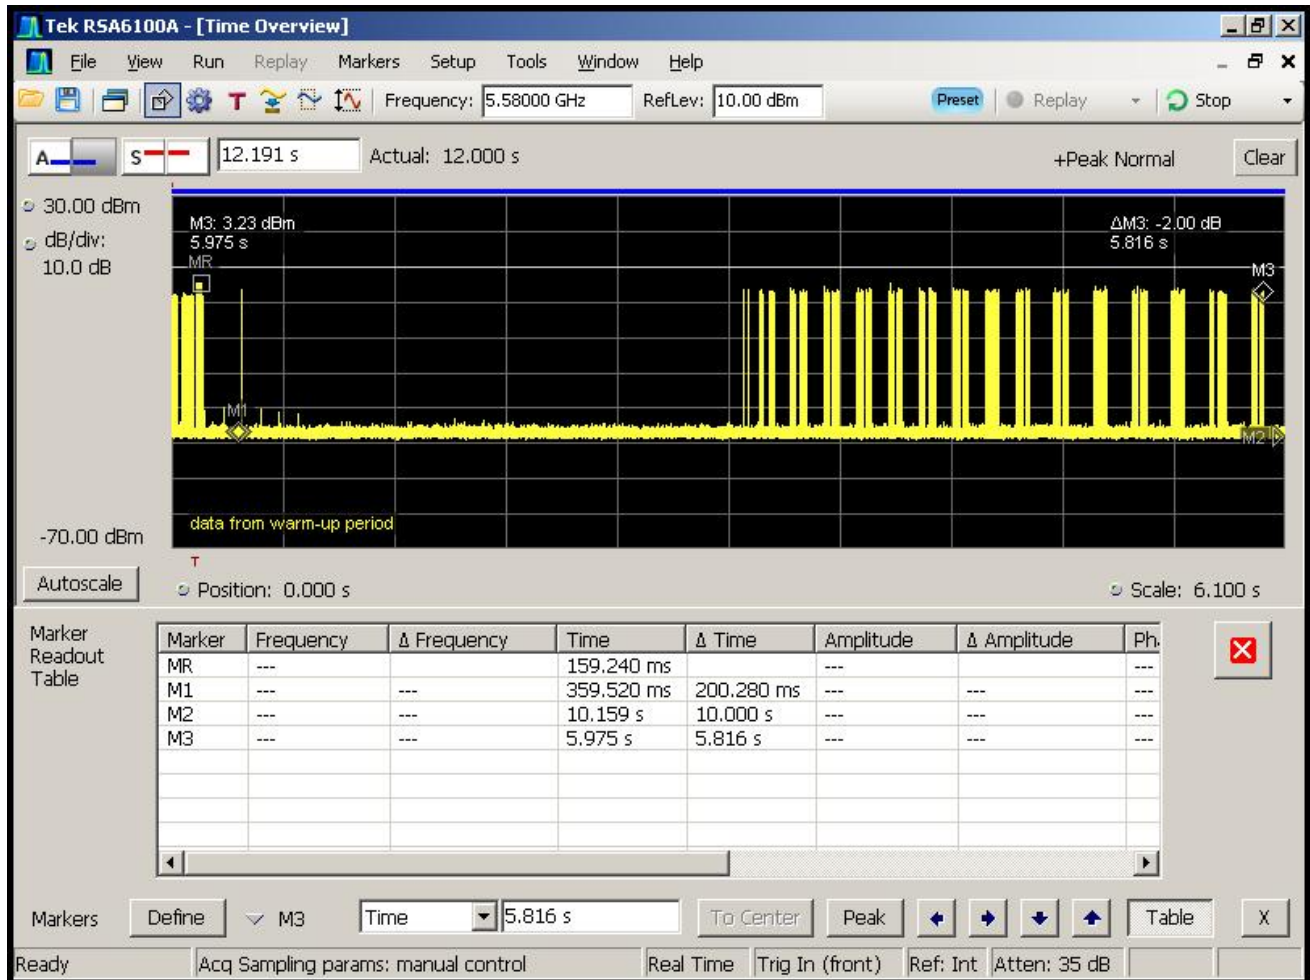 Tek RSA6100A - [Time Overview]
File View Run Replay Markers Setup Tools Window Help
T Frequency: 5.58000 GHz RefLev: 10.00 dBm Preset Replay Stop
A S 12.191 s Actual: 12.000 s +Peak Normal Clear
30.00 dBm
dB/div:
10.0 dB
M3: 3.23 dBm
5.975 s
MR
ΔM3: -2.00 dB
5.816 s
M3
M1
M2
data from warm-up period
-70.00 dBm
T
Autoscale Position: 0.000 s Scale: 6.100 s
Marker Readout Table
Marker Frequency Δ Frequency Time Δ Time Amplitude Δ Amplitude Ph
MR --- 159.240 ms --- ---
M1 --- --- 359.520 ms 200.280 ms --- --- ---
M2 --- --- 10.159 s 10.000 s --- --- ---
M3 --- --- 5.975 s 5.816 s --- --- ---
Markers Define M3 Time 5.816 s To Center Peak Table X
Ready Acq Sampling params: manual control Real Time Trig In (front) Ref: Int Atten: 35 dB